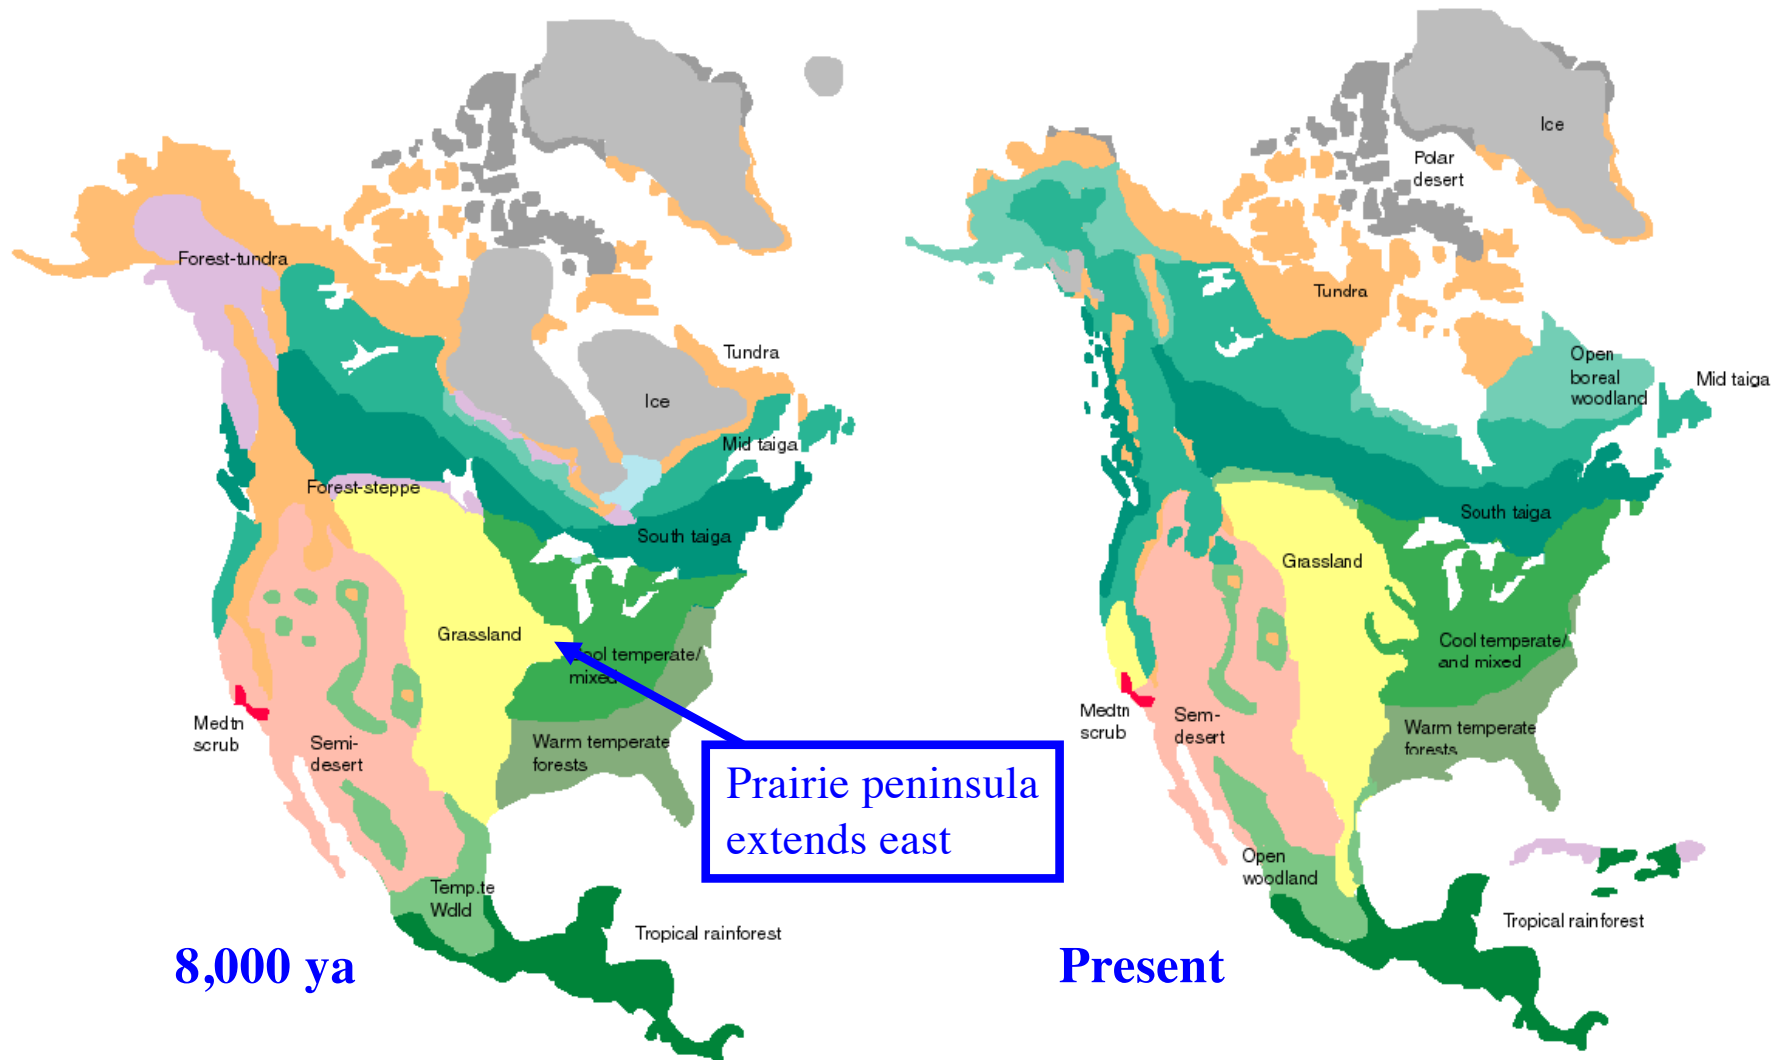 Forest-tundra
Tundra
Ice
Mid taiga
Forest-steppe
South taiga
Grassland
Cool temperate/
mixed
Medtn
scrub
Semi-
desert
Warm temperate
forests
Temp.te
Wdld
Tropical rainforest
8,000 ya
Prairie peninsula
extends east
Ice
Polar
desert
Tundra
Open
boreal
woodland
Mid taiga
South taiga
Grassland
Cool temperate/
and mixed
Medtn
scrub
Sem-
desert
Warm temperate
forests
Open
woodland
Tropical rainforest
Present